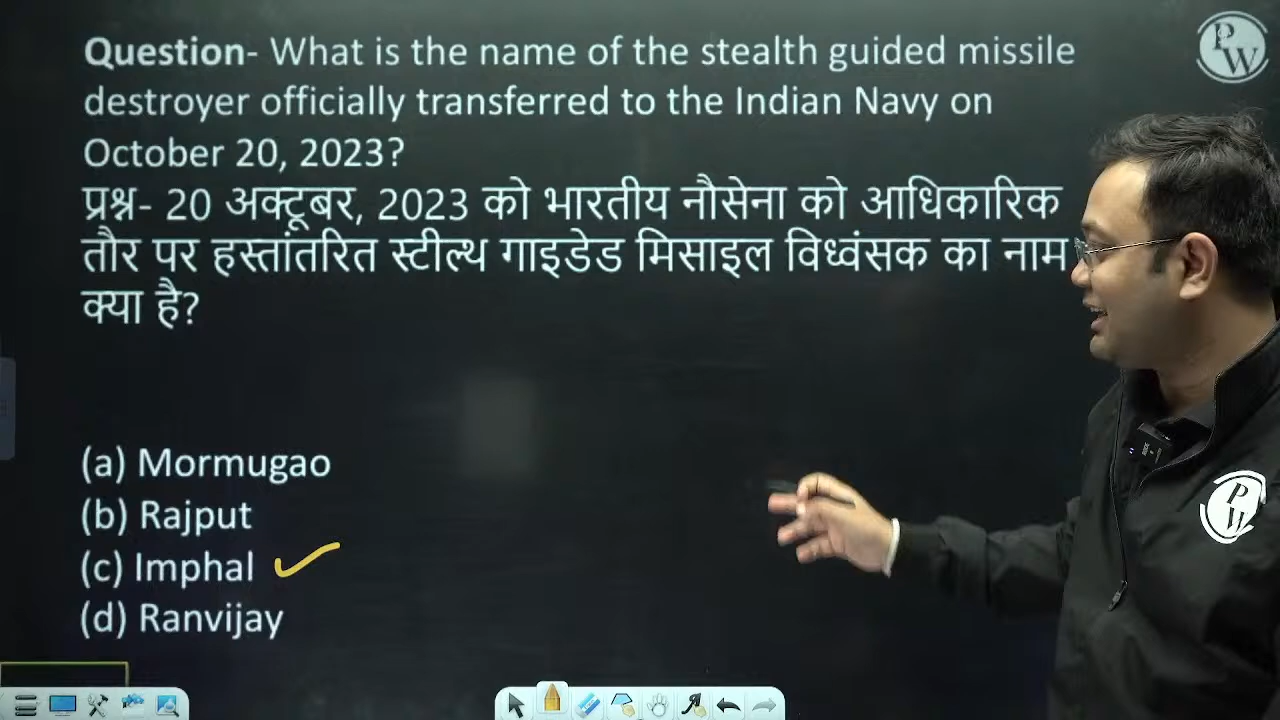 Question- What is the name of the stealth guided missile
destroyer officially transferred to the Indian Navy on
October 20, 2023?
प्रश्न- 20 अक्टूबर, 2023 को भारतीय नौसेना को आधिकारिक
तौर पर हस्तांतरित स्टील्थ गाइडेड मिसाइल विध्वंसक का नाम
क्या है?
(a) Mormugao
(b) Rajput
(c) Imphal
(d) Ranvijay
PW
PW